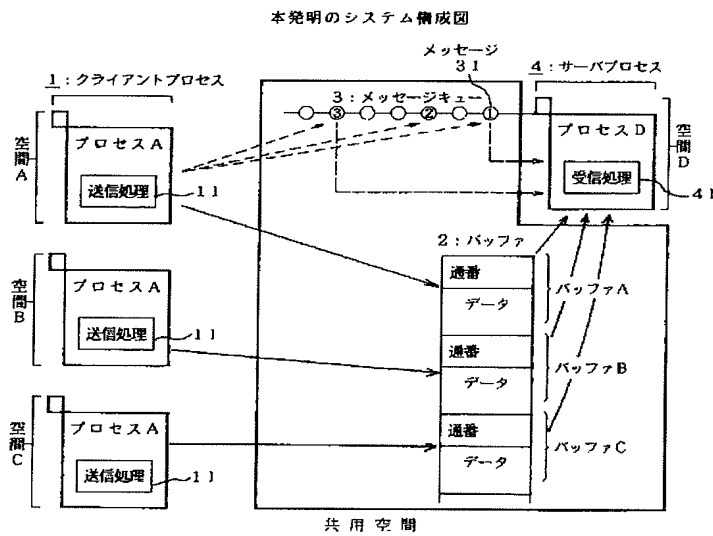 本発明のシステム構成図
メッセージ
31
1:クライアントプロセス
4:サーバプロセス
3:メッセージキュー
③
②
①
空間A
プロセスA
送信処理
11
プロセスD
受信処理
41
空間D
2:バッファ
空間B
プロセスA
送信処理
11
通番
データ
バッファA
通番
データ
バッファB
空間C
プロセスA
送信処理
11
通番
データ
バッファC
共用空間